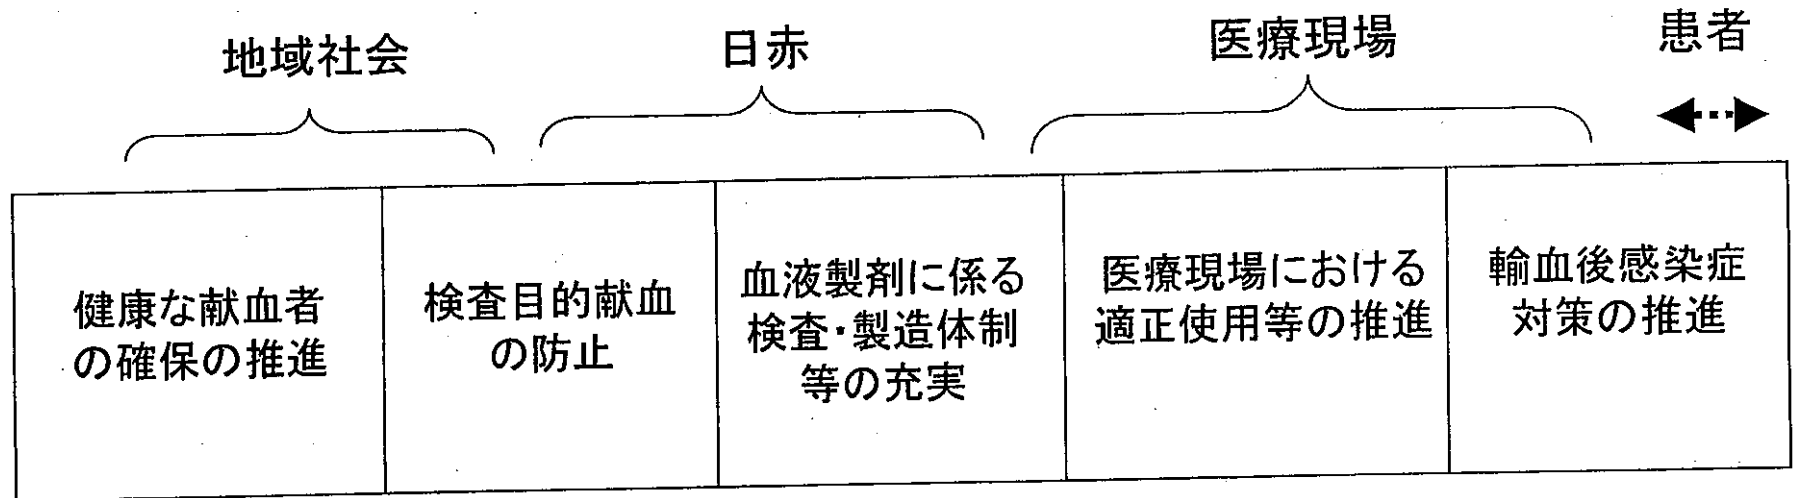 地域社会
日赤
医療現場
患者
健康な献血者
の確保の推進
検査目的献血
の防止
血液製剤に係る
検査・製造体制
等の充実
医療現場における
適正使用等の推進
輸血後感染症
対策の推進